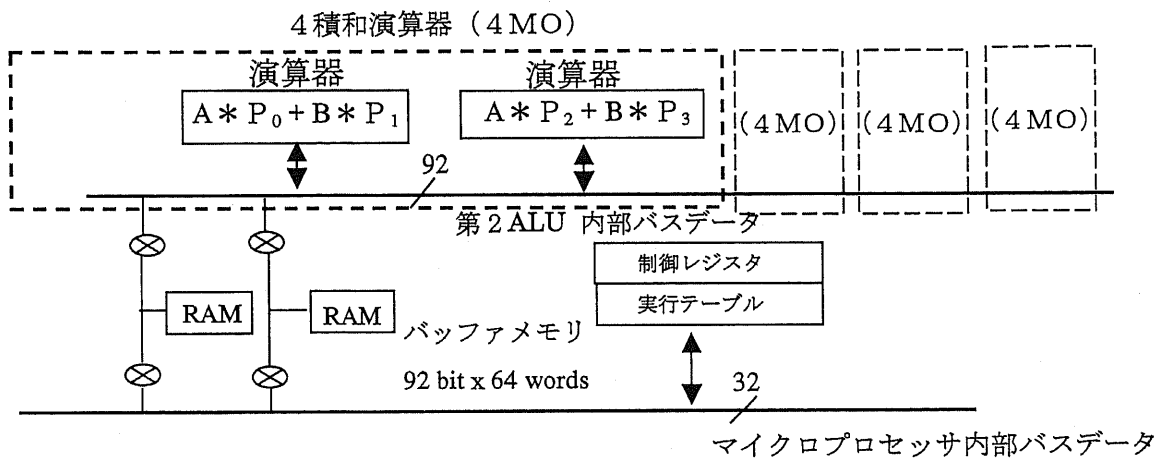 4積和演算器(4MO)
演算器 演算器
A* P₀+B* P₁ A* P₂+B* P₃ (4MO) (4MO) (4MO)
92
第2ALU 内部バスデータ
制御レジスタ
実行テーブル
RAM RAM
バッファメモリ
92 bit x 64 words
32
マイクロプロセッサ内部バスデータ